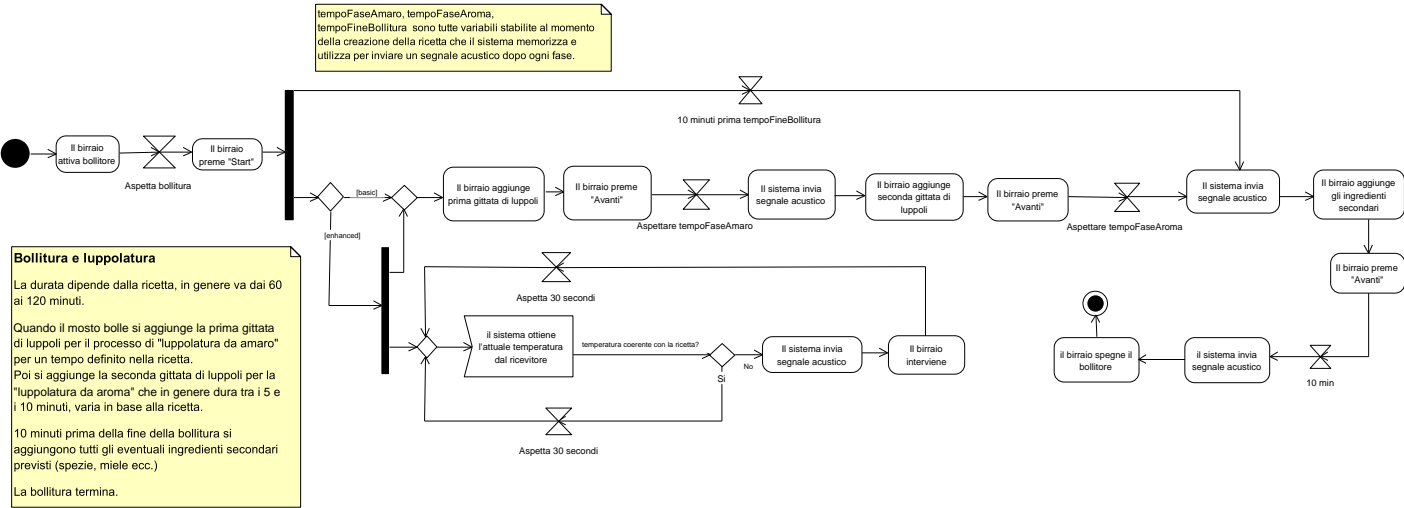 tempoFaseAmaro, tempoFaseAroma,
tempoFineBollitura sono tutte variabili stabilite al momento
della creazione della ricetta che il sistema memorizza e
utilizza per inviare un segnale acustico dopo ogni fase.
10 minuti prima tempoFineBollitura
Il birraio
attiva bollitore
Aspetta bollitura
Il birraio
preme "Start"
[basic]
[enhanced]
Il birraio aggiunge
prima gittata di luppoli
Il birraio preme
"Avanti"
Aspettare tempoFaseAmaro
Il sistema invia
segnale acustico
Il birraio aggiunge
seconda gittata di
luppoli
Il birraio preme
"Avanti"
Aspettare tempoFaseAroma
Il sistema invia
segnale acustico
Il birraio aggiunge
gli ingredienti
secondari
Il birraio preme
"Avanti"
10 min
il sistema invia
segnale acustico
il birraio spegne il
bollitore
Aspetta 30 secondi
il sistema ottiene
l'attuale temperatura
dal ricevitore
temperatura coerente con la ricetta?
No
Si
Il sistema invia
segnale acustico
Il birraio
interviene
Aspetta 30 secondi
Bollitura e luppolatura
La durata dipende dalla ricetta, in genere va dai 60
ai 120 minuti.
Quando il mosto bolle si aggiunge la prima gittata
di luppoli per il processo di "luppolatura da amaro"
per un tempo definito nella ricetta.
Poi si aggiunge la seconda gittata di luppoli per la
"luppolatura da aroma" che in genere dura tra i 5 e
i 10 minuti, varia in base alla ricetta.
10 minuti prima della fine della bollitura si
aggiungono tutti gli eventuali ingredienti secondari
previsti (spezie, miele ecc.)
La bollitura termina.